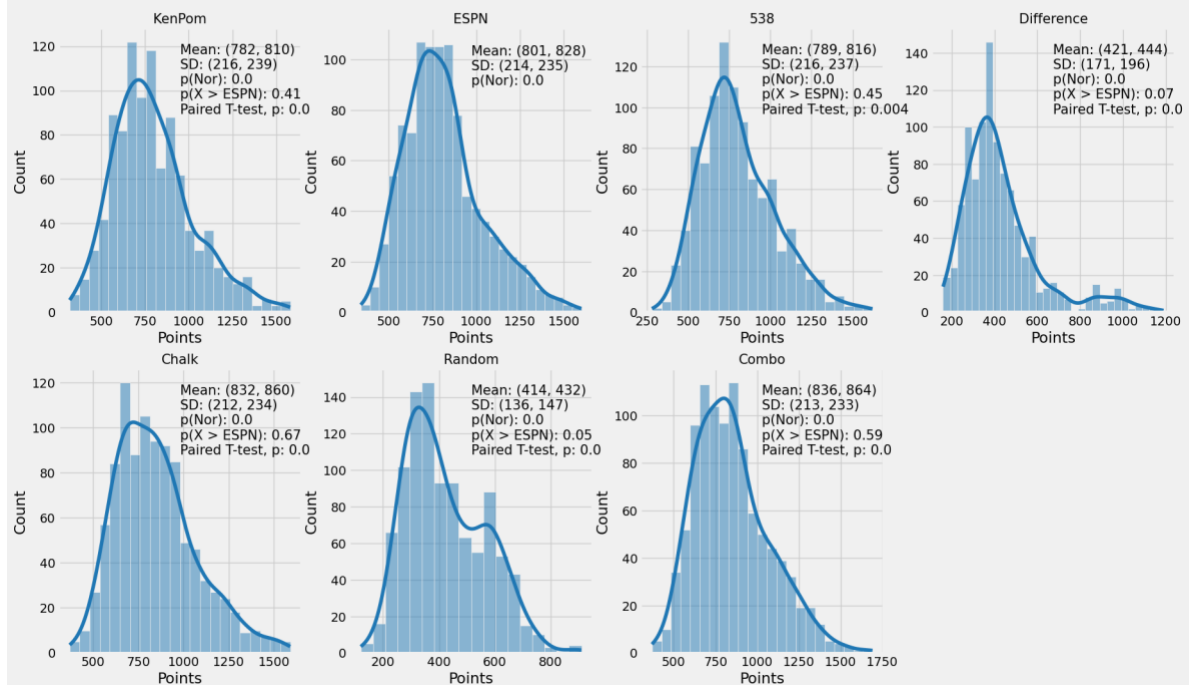 KenPom
Mean: (782, 810)
SD: (216, 239)
p(Nor): 0.0
p(X > ESPN): 0.41
Paired T-test, p: 0.0
120
100
80
60
40
20
0
Count
500
750
1000
1250
1500
Points
ESPN
Mean: (801, 828)
SD: (214, 235)
p(Nor): 0.0
100
80
60
40
20
0
Count
500
750
1000
1250
1500
Points
538
Mean: (789, 816)
SD: (216, 237)
p(Nor): 0.0
p(X > ESPN): 0.45
Paired T-test, p: 0.004
120
100
80
60
40
20
0
Count
250
500
750
1000
1250
1500
Points
Difference
Mean: (421, 444)
SD: (171, 196)
p(Nor): 0.0
p(X > ESPN): 0.07
Paired T-test, p: 0.0
140
120
100
80
60
40
20
0
Count
200
400
600
800
1000
1200
Points
Chalk
Mean: (832, 860)
SD: (212, 234)
p(Nor): 0.0
p(X > ESPN): 0.67
Paired T-test, p: 0.0
120
100
80
60
40
20
0
Count
500
750
1000
1250
1500
Points
Random
Mean: (414, 432)
SD: (136, 147)
p(Nor): 0.0
p(X > ESPN): 0.05
Paired T-test, p: 0.0
140
120
100
80
60
40
20
0
Count
200
400
600
800
Points
Combo
Mean: (836, 864)
SD: (213, 233)
p(Nor): 0.0
p(X > ESPN): 0.59
Paired T-test, p: 0.0
100
80
60
40
20
0
Count
500
750
1000
1250
1500
1750
Points